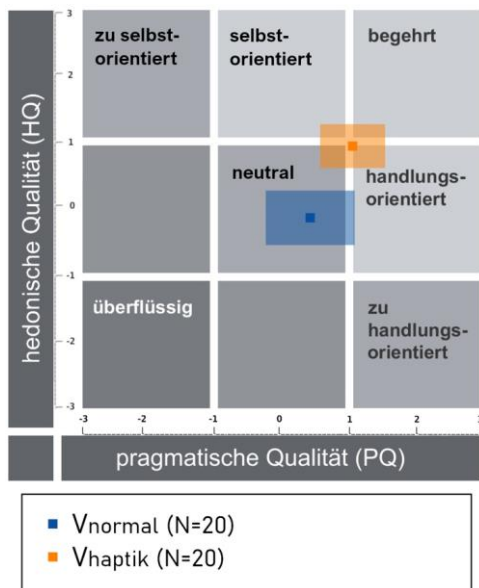 hedonische Qualität (HQ)
3
2
1
0
-1
-2
-3
zu selbst-
orientiert
selbst-
orientiert
begehrt
neutral
handlungs-
orientiert
überflüssig
zu
handlungs-
orientiert
-3
-2
-1
0
1
2
pragmatische Qualität (PQ)
Vnormal (N=20)
Vhaptik (N=20)